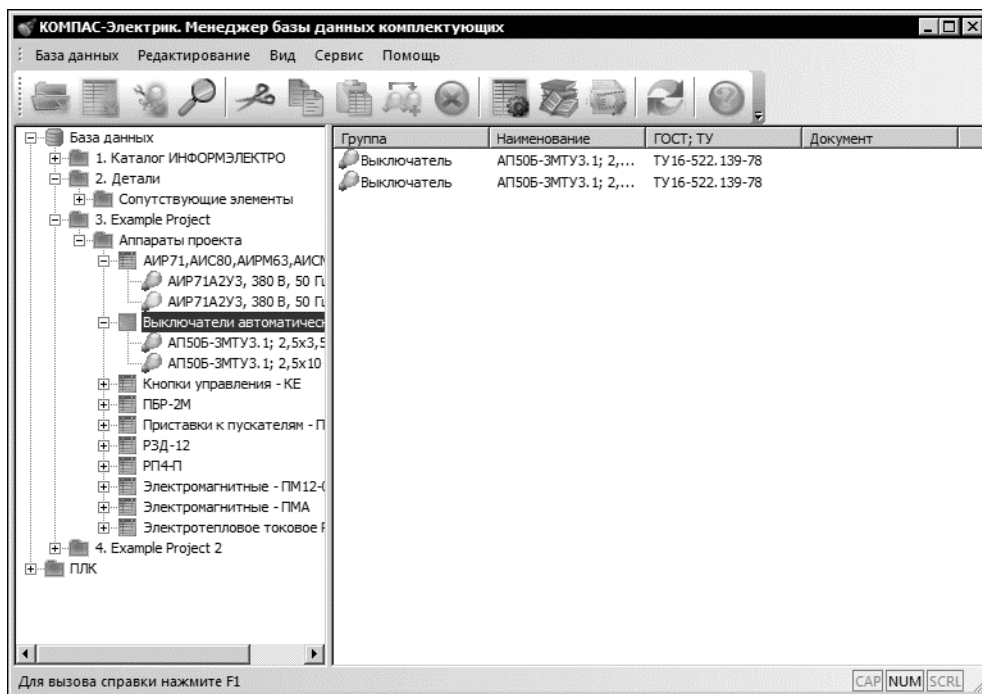 КОМПАС-Электрик. Менеджер базы данных комплектующих
База данных Редактирование Вид Сервис Помощь
База данных
1. Каталог ИНФОРМЭЛЕКТРО
2. Детали
Сопутствующие элементы
3. Example Project
Аппараты проекта
АИР71,АИС80,АИРМ63,АИСМ
АИР71А2У3, 380 В, 50 Гц
АИР71А2У3, 380 В, 50 Гц
Выключатели автоматическ
АП50Б-3МТУ3.1; 2,5х3,5
АП50Б-3МТУ3.1; 2,5х10
Кнопки управления - КЕ
ПБР-2М
Приставки к пускателям - П
РЗД-12
РП4-П
Электромагнитные - ПМ12-0
Электромагнитные - ПМА
Электротепловое токовое Р
4. Example Project 2
ПЛК
Группа Наименование ГОСТ; ТУ Документ
Выключатель АП50Б-3МТУ3.1; 2,... ТУ16-522.139-78
Выключатель АП50Б-3МТУ3.1; 2,... ТУ16-522.139-78
Для вызова справки нажмите F1
CAP NUM SCRL